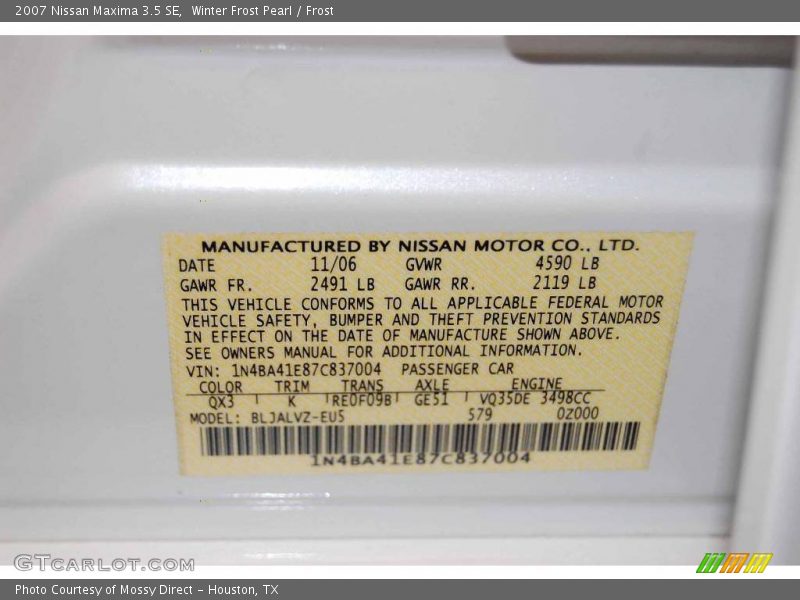 2007 Nissan Maxima 3.5 SE, Winter Frost Pearl / Frost
MANUFACTURED BY NISSAN MOTOR CO., LTD.
DATE 11/06 GVWR 4590 LB
GAWR FR. 2491 LB GAWR RR. 2119 LB
THIS VEHICLE CONFORMS TO ALL APPLICABLE FEDERAL MOTOR
VEHICLE SAFETY, BUMPER AND THEFT PREVENTION STANDARDS
IN EFFECT ON THE DATE OF MANUFACTURE SHOWN ABOVE.
SEE OWNERS MANUAL FOR ADDITIONAL INFORMATION.
VIN: 1N4BA41E87C837004 PASSENGER CAR
COLOR TRIM TRANS AXLE ENGINE
QX3 K RE0F09B GE51 VQ35DE 3498CC
MODEL: BLJALVZ-EU5 579 0Z000
1N4BA41E87C837004
GTCARLOT.COM
Photo Courtesy of Mossy Direct - Houston, TX